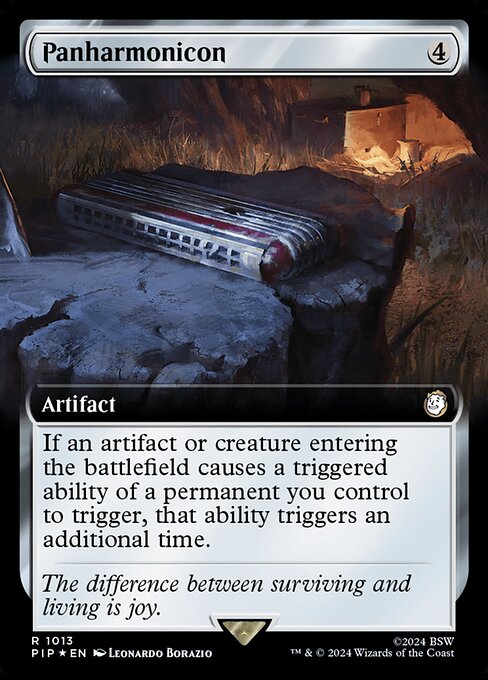 Panharmonicon
4
Artifact
If an artifact or creature entering
the battlefield causes a triggered
ability of a permanent you control
to trigger, that ability triggers an
additional time.
The difference between surviving and
living is joy.
R 1013
©2024 BSW
PIP★EN Leonardo Borazio
™ & © 2024 Wizards of the Coast